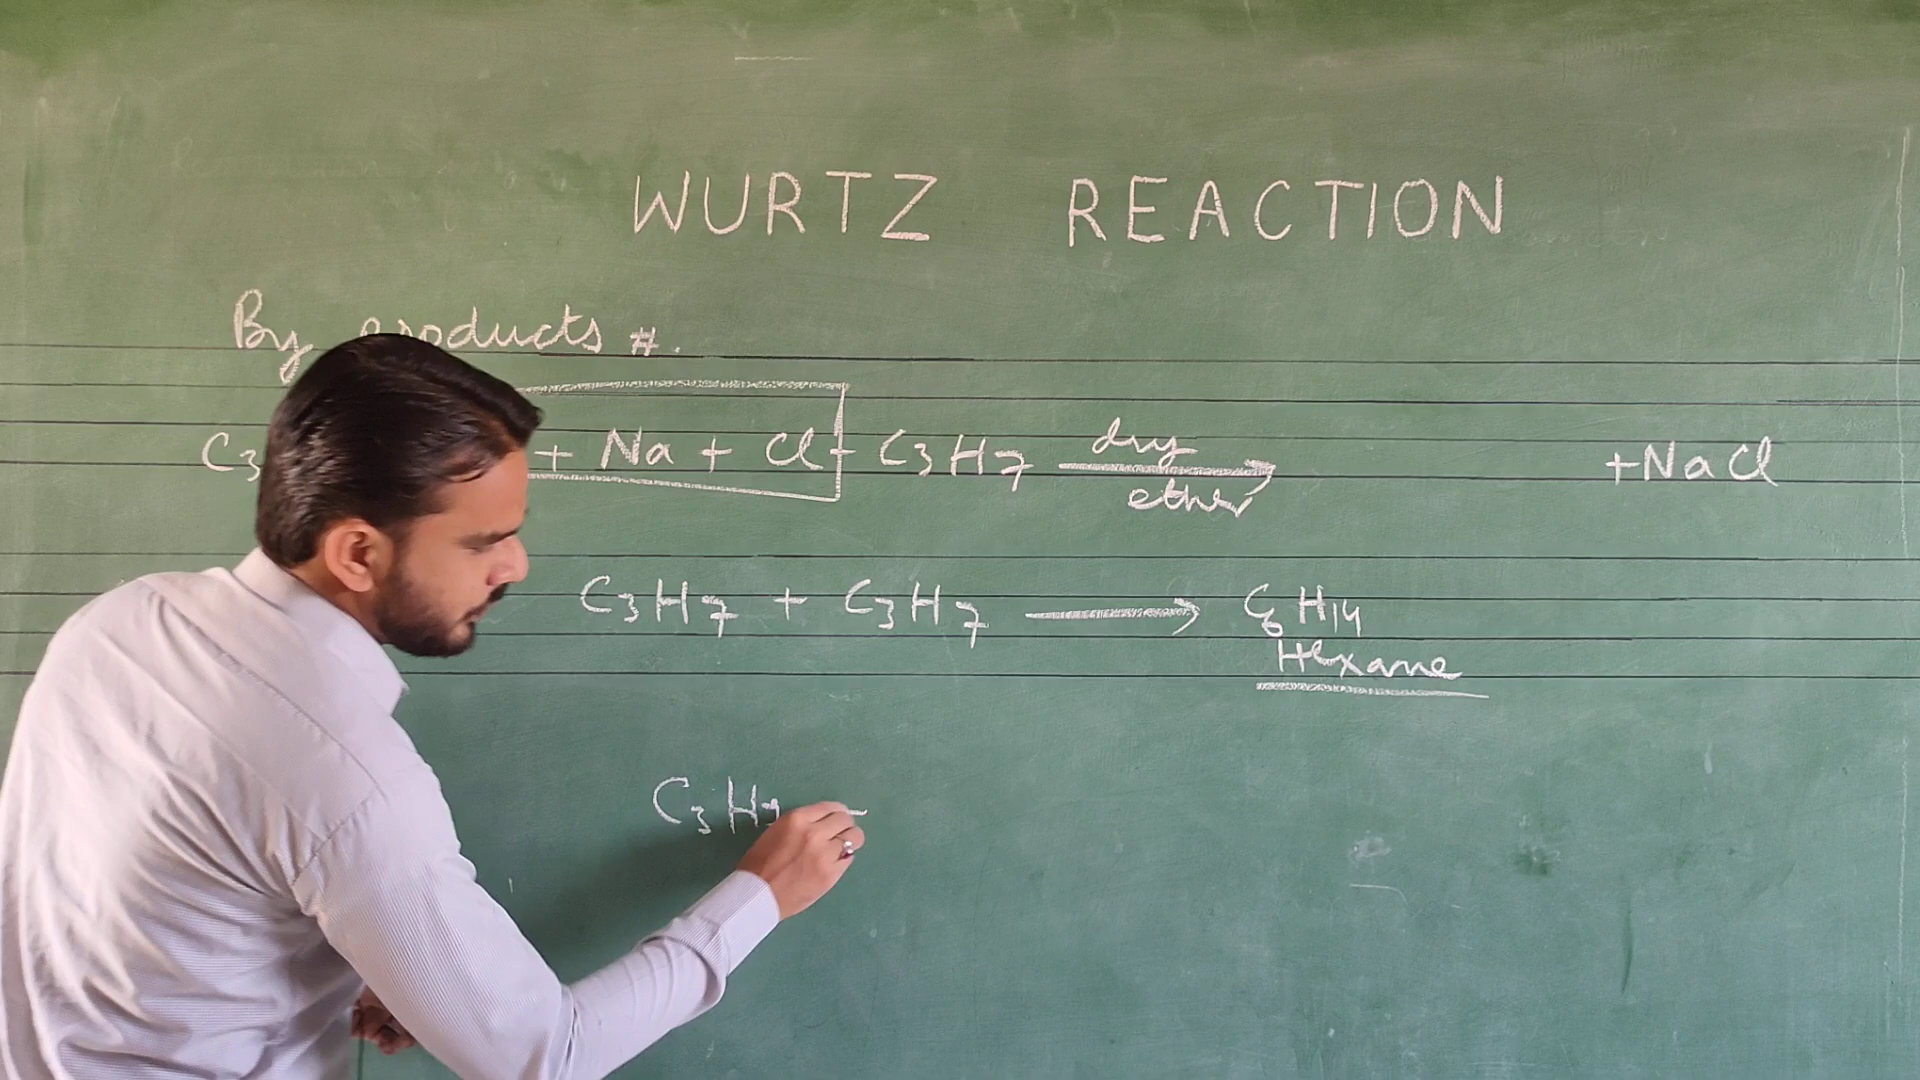 WURTZ REACTION
By products #.
C3 + Na + Cl + C3H7 dry ether + NaCl
C3H7 + C3H7 → C6H14
Hexane
C3H7 -